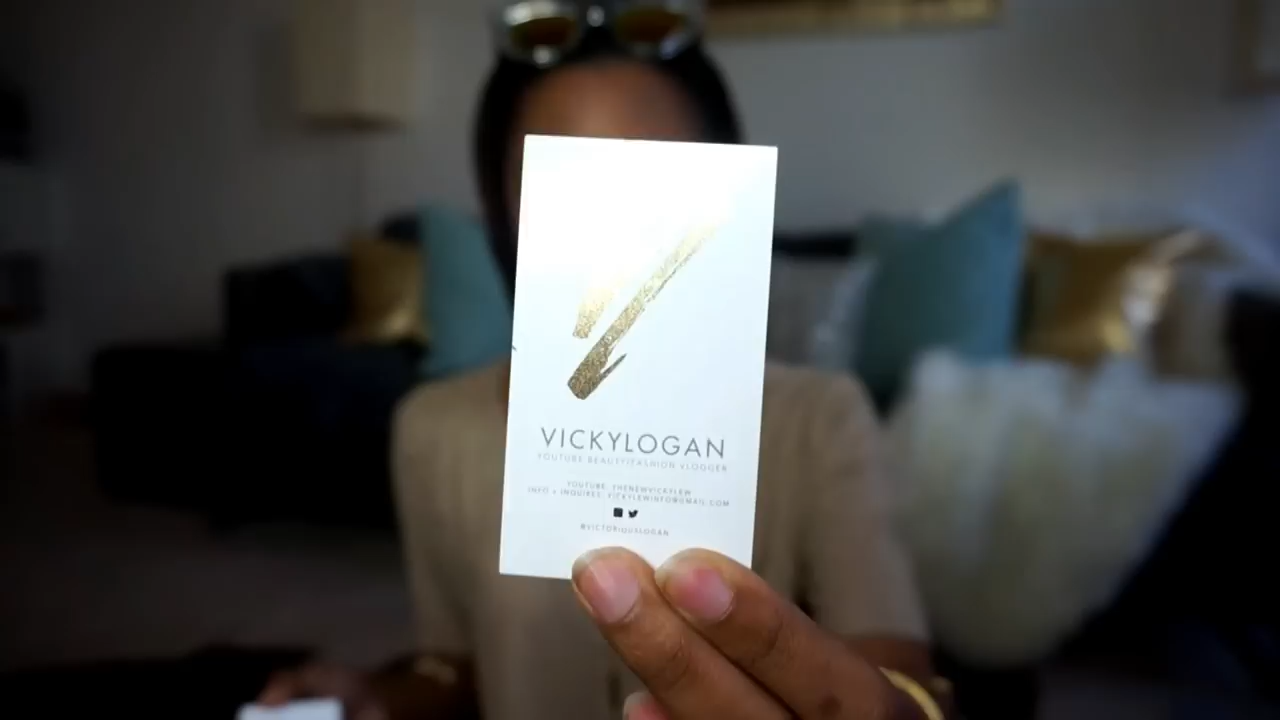 VICKYLOGAN
YOUTUBE BEAUTY/FASHION VLOGGER
YOUTUBE: THENEWVICKYLEW
INFO + INQUIRES: VICKYLEWINFO@GMAIL.COM
@VICTORIOUSLOGAN